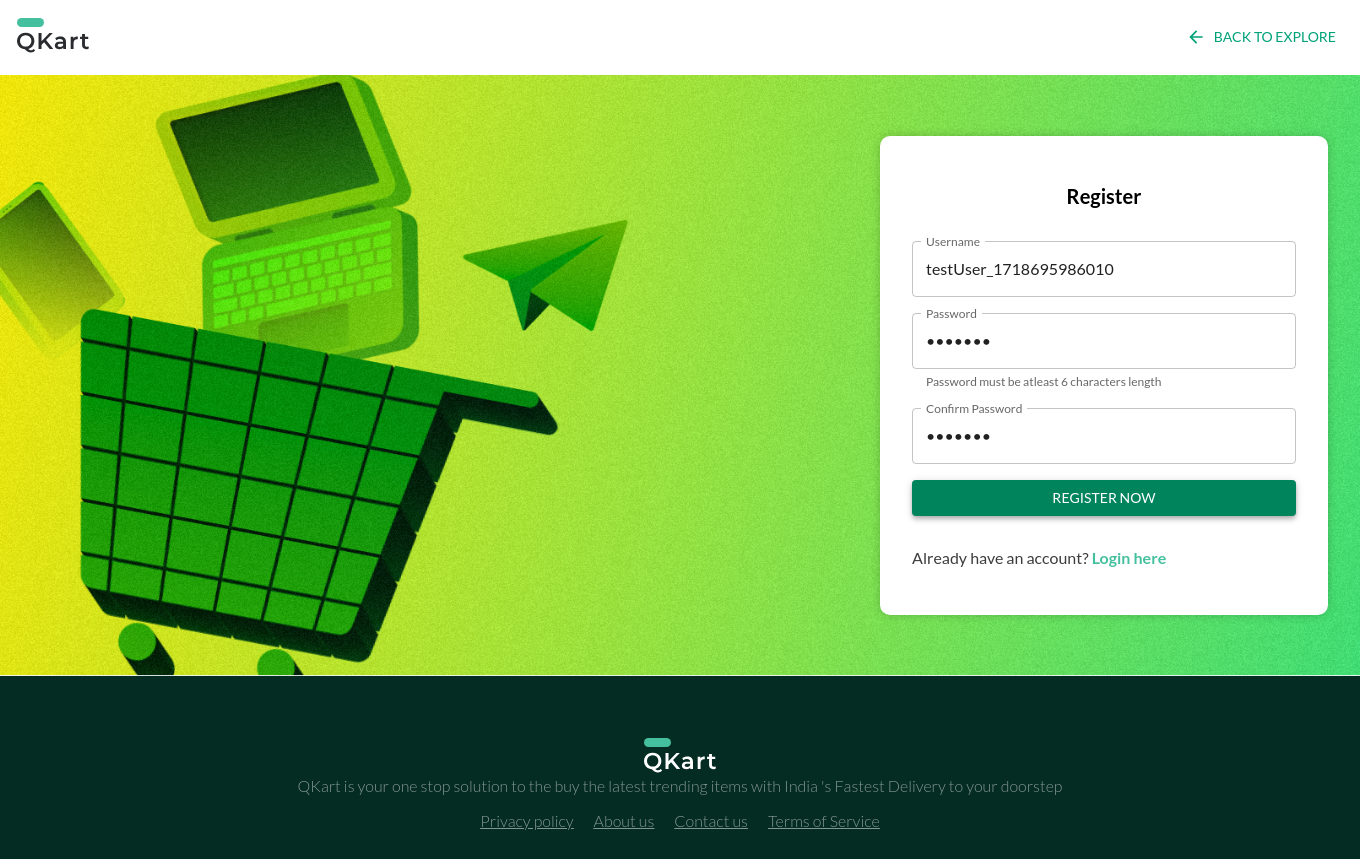 QKart
BACK TO EXPLORE
Register
Username
testUser_1718695986010
Password
•••••••
Password must be atleast 6 characters length
Confirm Password
•••••••
REGISTER NOW
Already have an account? Login here
QKart
QKart is your one stop solution to the buy the latest trending items with India 's Fastest Delivery to your doorstep
Privacy policy About us Contact us Terms of Service